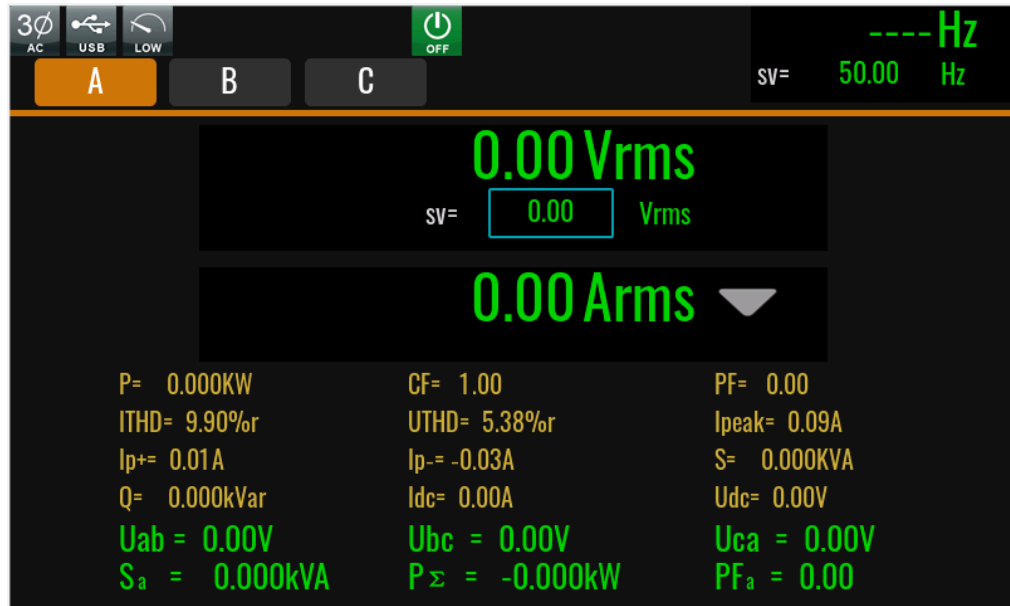 3Ø AC USB LOW OFF ---- Hz
A B C sv= 50.00 Hz
0.00 Vrms
sv= 0.00 Vrms
0.00 Arms
P= 0.000KW CF= 1.00 PF= 0.00
ITHD= 9.90%r UTHD= 5.38%r Ipeak= 0.09A
Ip+= 0.01A Ip-= -0.03A S= 0.000KVA
Q= 0.000kVar Idc= 0.00A Udc= 0.00V
Uab = 0.00V Ubc = 0.00V Uca = 0.00V
Sa = 0.000kVA PΣ = -0.000kW PFa = 0.00